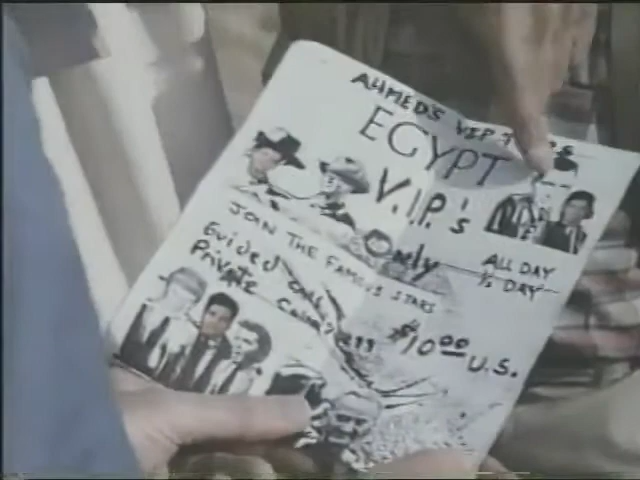 AHMED'S VIP
EGYPT
V.I.P.'s
Only
ALL DAY
½ DAY
JOIN THE FAMOUS STARS
Guided
Private
$10.00 U.S.